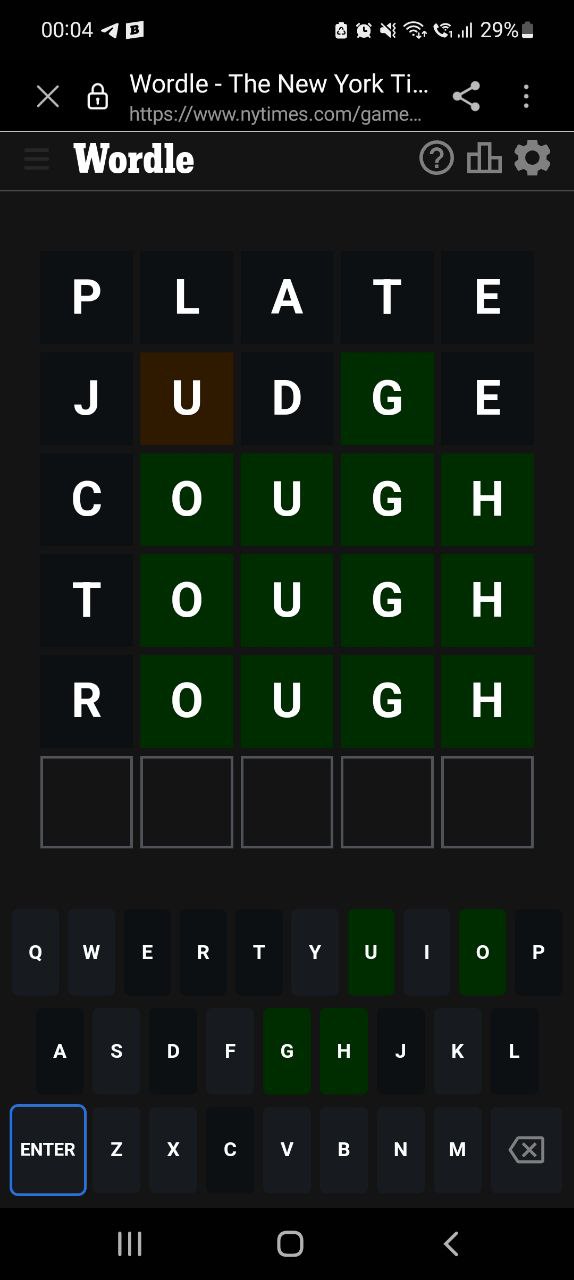 00:04
29%
Wordle - The New York Ti...
https://www.nytimes.com/game...
Wordle
P L A T E
J U D G E
C O U G H
T O U G H
R O U G H
Q W E R T Y U I O P
A S D F G H J K L
ENTER Z X C V B N M